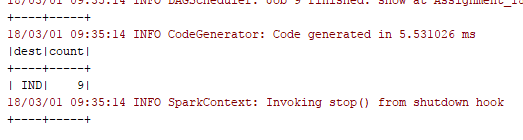 18/03/01 09:35:14 INFO DAGScheduler: Job 9 finished: show at Assignment_
+----+-----+
18/03/01 09:35:14 INFO CodeGenerator: Code generated in 5.531026 ms
|dest|count|
+----+-----+
| IND|    9|
18/03/01 09:35:14 INFO SparkContext: Invoking stop() from shutdown hook
+----+-----+